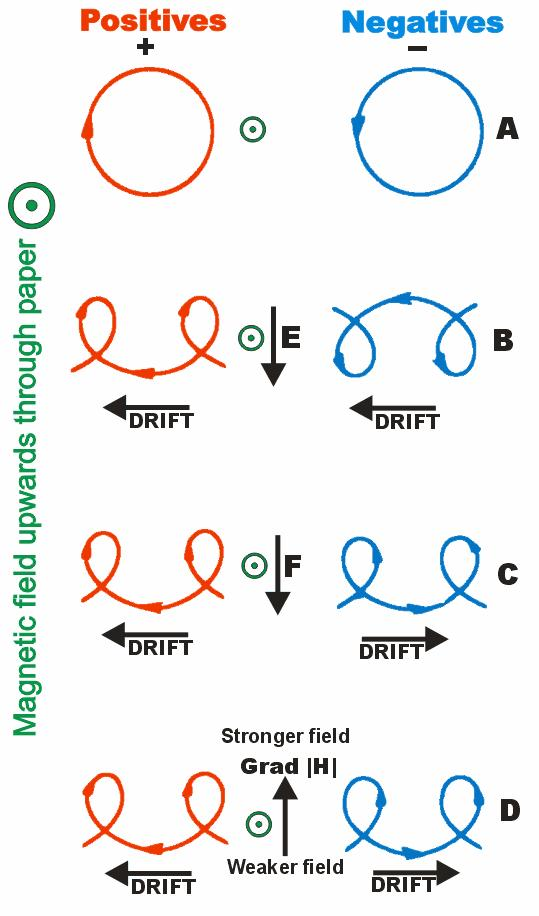 Positives
+
Negatives
−
A
Magnetic field upwards through paper
E
B
DRIFT
DRIFT
F
C
DRIFT
DRIFT
Stronger field
Grad |H|
D
Weaker field
DRIFT
DRIFT